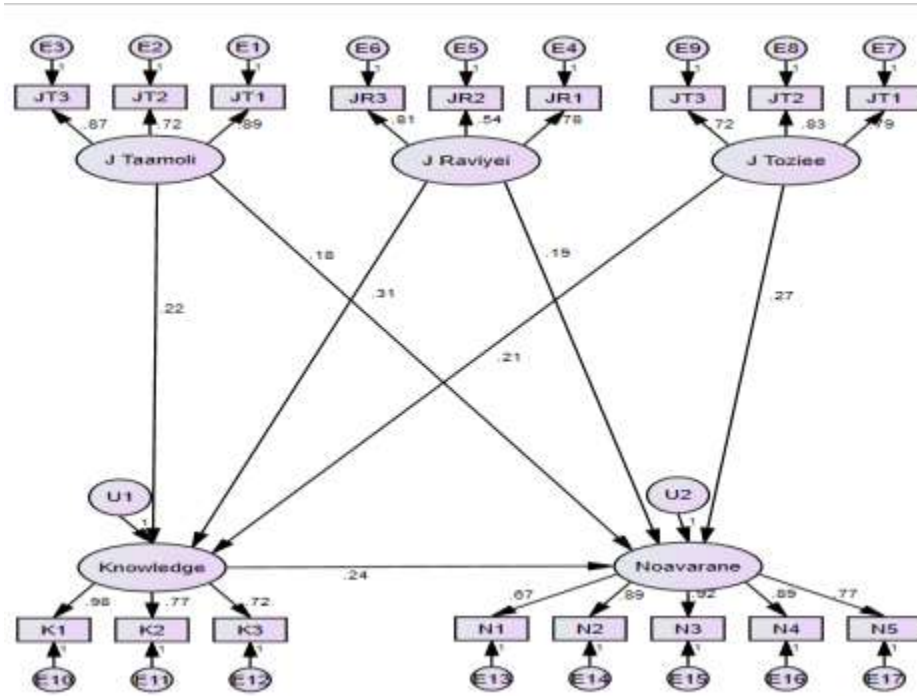 E3 E2 E1 E6 E5 E4 E9 E8 E7
1 1 1 1 1 1 1 1 1
JT3 JT2 JT1 JR3 JR2 JR1 JT3 JT2 JT1
.87 .72 .89 .81 .54 .78 .72 .83 .79
J Taamoli J Raviyei J Toziee
.18 .19
.31 .27
.22
.21
U1 U2
1 1
Knowledge Noavarane
.24
.98 .77 .72 .67 .89 .92 .89 .77
K1 K2 K3 N1 N2 N3 N4 N5
1 1 1 1 1 1 1 1
E10 E11 E12 E13 E14 E15 E16 E17